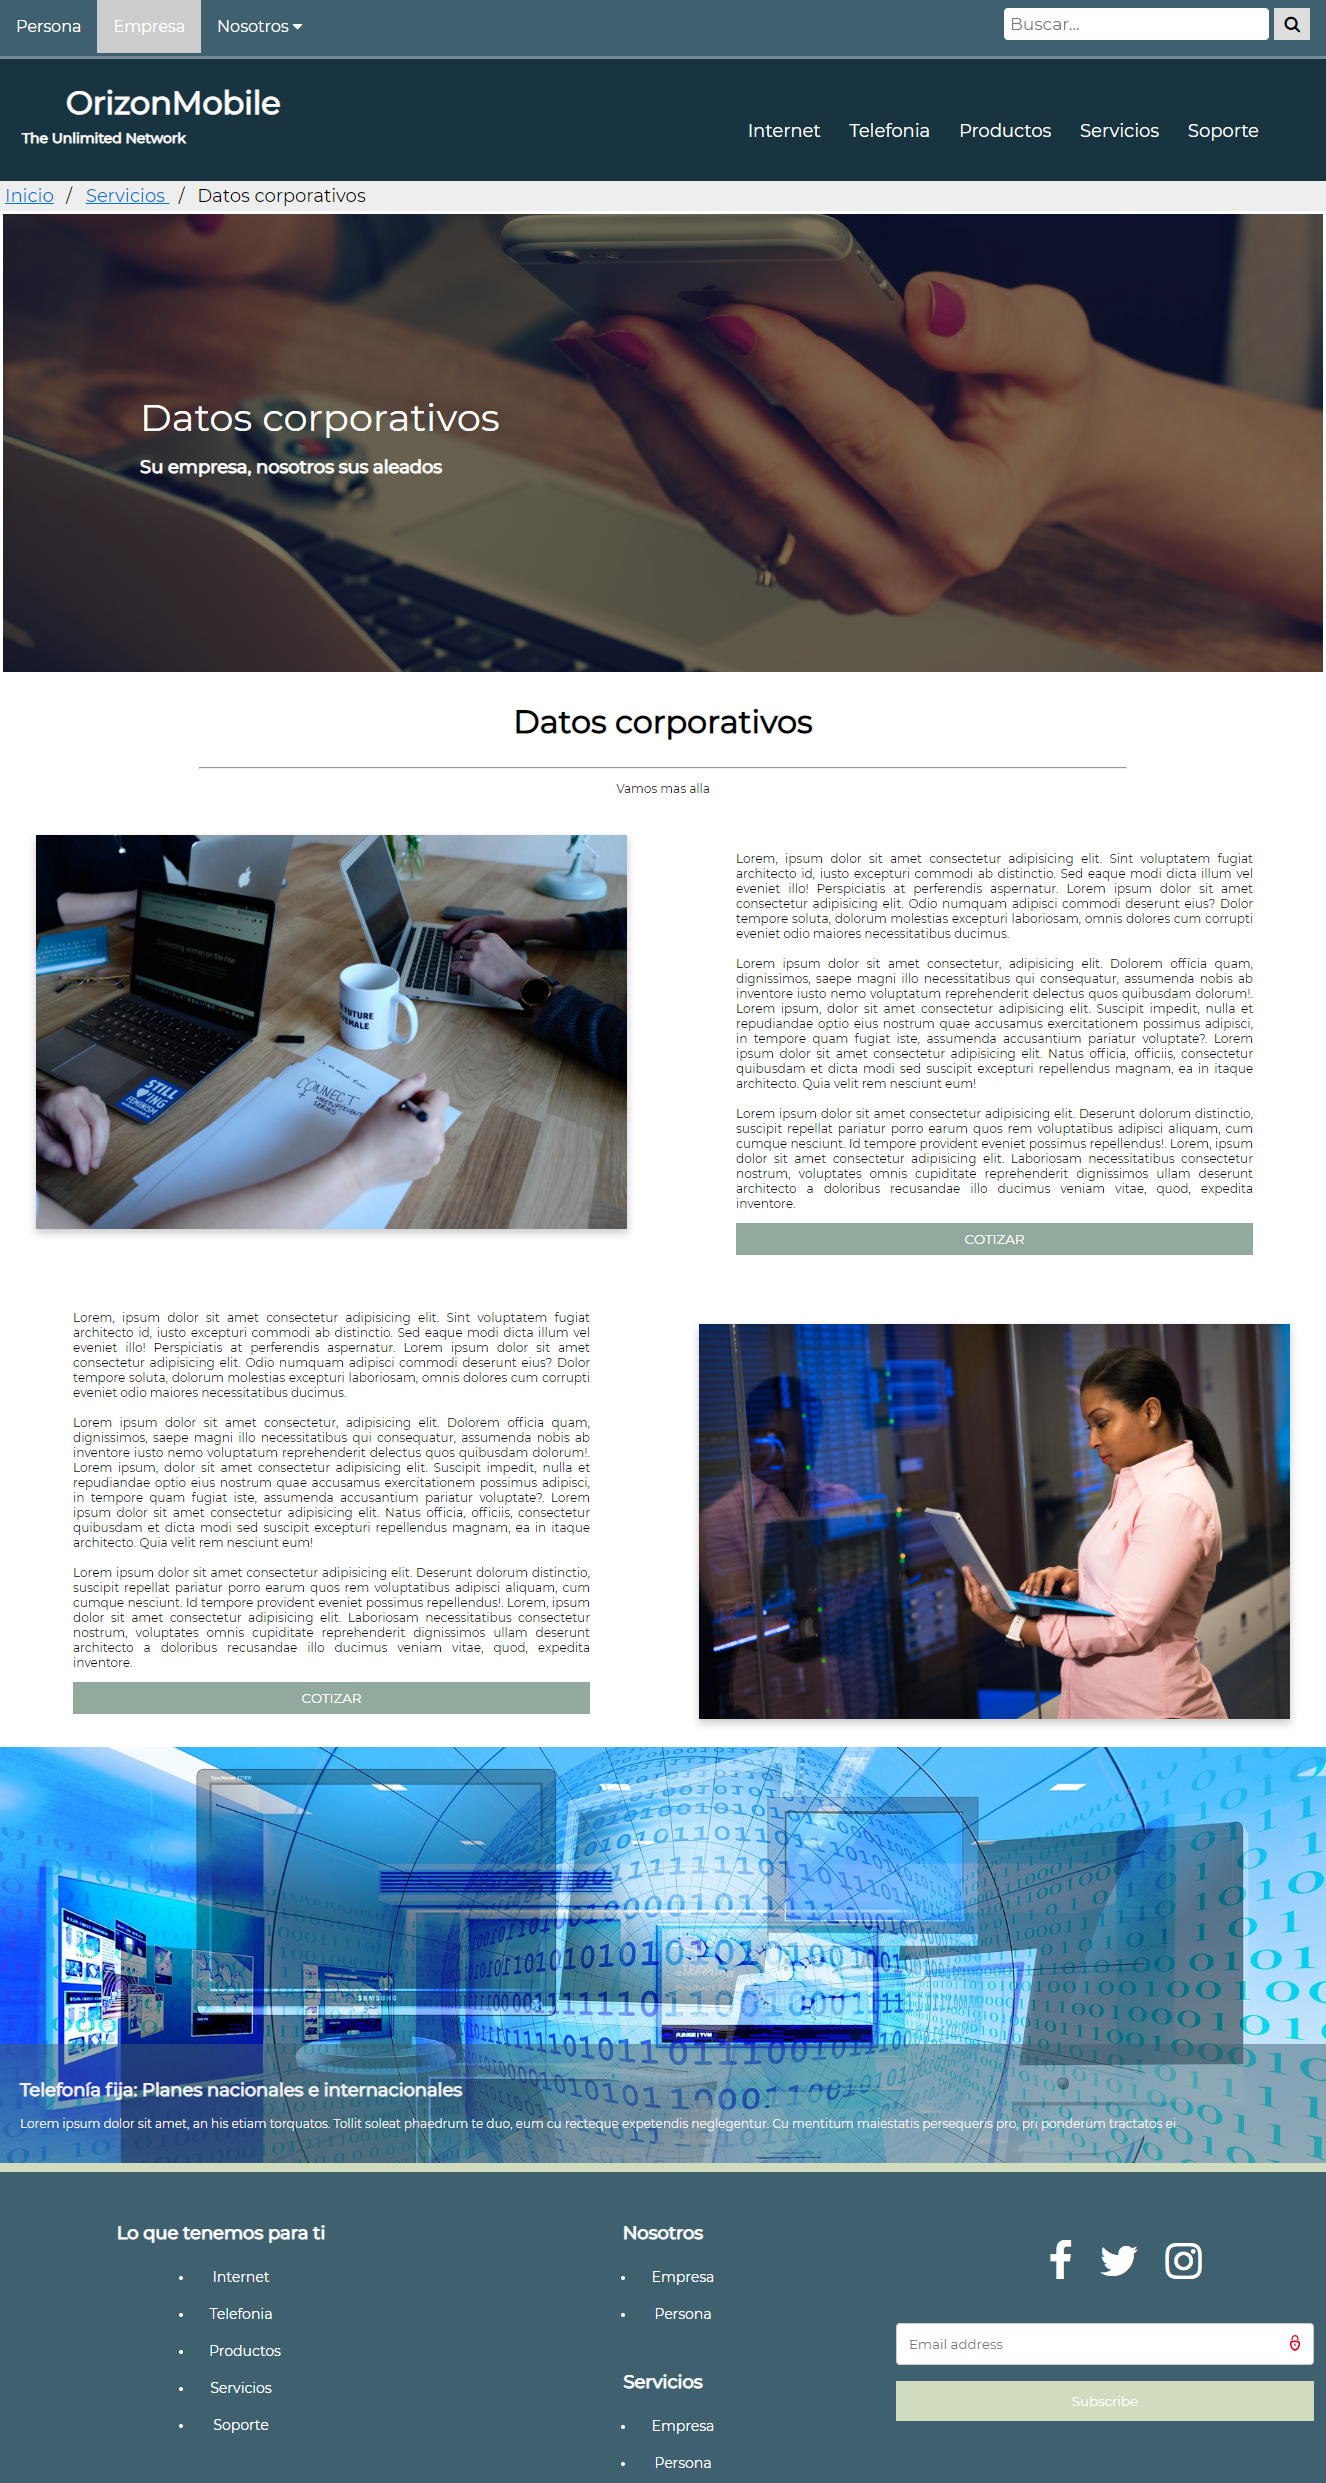 Persona Empresa Nosotros
Buscar...
OrizonMobile
The Unlimited Network
Internet Telefonia Productos Servicios Soporte
Inicio / Servicios / Datos corporativos
Datos corporativos
Su empresa, nosotros sus aleados
Datos corporativos
Vamos mas alla
Connecting women on the rise
FUTURE
FEMALE
CONNECT
MEETUP/EVENT
SERIES
STILL
LOVING
FEMINISM
Lorem, ipsum dolor sit amet consectetur adipisicing elit. Sint voluptatem fugiat
architecto id, iusto excepturi commodi ab distinctio. Sed eaque modi dicta illum vel
eveniet illo! Perspiciatis at perferendis aspernatur. Lorem ipsum dolor sit amet
consectetur adipisicing elit. Odio numquam adipisci commodi deserunt eius? Dolor
tempore soluta, dolorum molestias excepturi laboriosam, omnis dolores cum corrupti
eveniet odio maiores necessitatibus ducimus.
Lorem ipsum dolor sit amet consectetur, adipisicing elit. Dolorem officia quam,
dignissimos, saepe magni illo necessitatibus qui consequatur, assumenda nobis ab
inventore iusto nemo voluptatum reprehenderit delectus quos quibusdam dolorum!.
Lorem ipsum, dolor sit amet consectetur adipisicing elit. Suscipit impedit, nulla et
repudiandae optio eius nostrum quae accusamus exercitationem possimus adipisci,
in tempore quam fugiat iste, assumenda accusantium pariatur voluptate?. Lorem
ipsum dolor sit amet consectetur adipisicing elit. Natus officia, officiis, consectetur
quibusdam et dicta modi sed suscipit excepturi repellendus magnam, ea in itaque
architecto. Quia velit rem nesciunt eum!
Lorem ipsum dolor sit amet consectetur adipisicing elit. Deserunt dolorum distinctio,
suscipit repellat pariatur porro earum quos rem voluptatibus adipisci aliquam, cum
cumque nesciunt. Id tempore provident eveniet possimus repellendus!. Lorem, ipsum
dolor sit amet consectetur adipisicing elit. Laboriosam necessitatibus consectetur
nostrum, voluptates omnis cupiditate reprehenderit dignissimos ullam deserunt
architecto a doloribus recusandae illo ducimus veniam vitae, quod, expedita
inventore.
COTIZAR
Lorem, ipsum dolor sit amet consectetur adipisicing elit. Sint voluptatem fugiat
architecto id, iusto excepturi commodi ab distinctio. Sed eaque modi dicta illum vel
eveniet illo! Perspiciatis at perferendis aspernatur. Lorem ipsum dolor sit amet
consectetur adipisicing elit. Odio numquam adipisci commodi deserunt eius? Dolor
tempore soluta, dolorum molestias excepturi laboriosam, omnis dolores cum corrupti
eveniet odio maiores necessitatibus ducimus.
Lorem ipsum dolor sit amet consectetur, adipisicing elit. Dolorem officia quam,
dignissimos, saepe magni illo necessitatibus qui consequatur, assumenda nobis ab
inventore iusto nemo voluptatum reprehenderit delectus quos quibusdam dolorum!.
Lorem ipsum, dolor sit amet consectetur adipisicing elit. Suscipit impedit, nulla et
repudiandae optio eius nostrum quae accusamus exercitationem possimus adipisci,
in tempore quam fugiat iste, assumenda accusantium pariatur voluptate?. Lorem
ipsum dolor sit amet consectetur adipisicing elit. Natus officia, officiis, consectetur
quibusdam et dicta modi sed suscipit excepturi repellendus magnam, ea in itaque
architecto. Quia velit rem nesciunt eum!
Lorem ipsum dolor sit amet consectetur adipisicing elit. Deserunt dolorum distinctio,
suscipit repellat pariatur porro earum quos rem voluptatibus adipisci aliquam, cum
cumque nesciunt. Id tempore provident eveniet possimus repellendus!. Lorem, ipsum
dolor sit amet consectetur adipisicing elit. Laboriosam necessitatibus consectetur
nostrum, voluptates omnis cupiditate reprehenderit dignissimos ullam deserunt
architecto a doloribus recusandae illo ducimus veniam vitae, quod, expedita
inventore.
COTIZAR
SAMSUNG
Telefonía fija: Planes nacionales e internacionales
Lorem ipsum dolor sit amet, an his etiam torquatos. Tollit soleat phaedrum te duo, eum cu recteque expetendis neglegentur. Cu mentitum maiestatis persequeris pro, pri ponderum tractatos ei.
Lo que tenemos para ti
Internet
Telefonia
Productos
Servicios
Soporte
Nosotros
Empresa
Persona
Servicios
Empresa
Persona
Email address
Subscribe